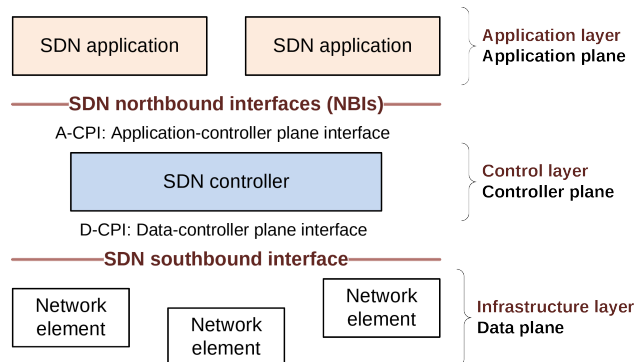 SDN application
SDN application
Application layer
Application plane
SDN northbound interfaces (NBIs)
A-CPI: Application-controller plane interface
SDN controller
Control layer
Controller plane
D-CPI: Data-controller plane interface
SDN southbound interface
Network
element
Network
element
Network
element
Infrastructure layer
Data plane